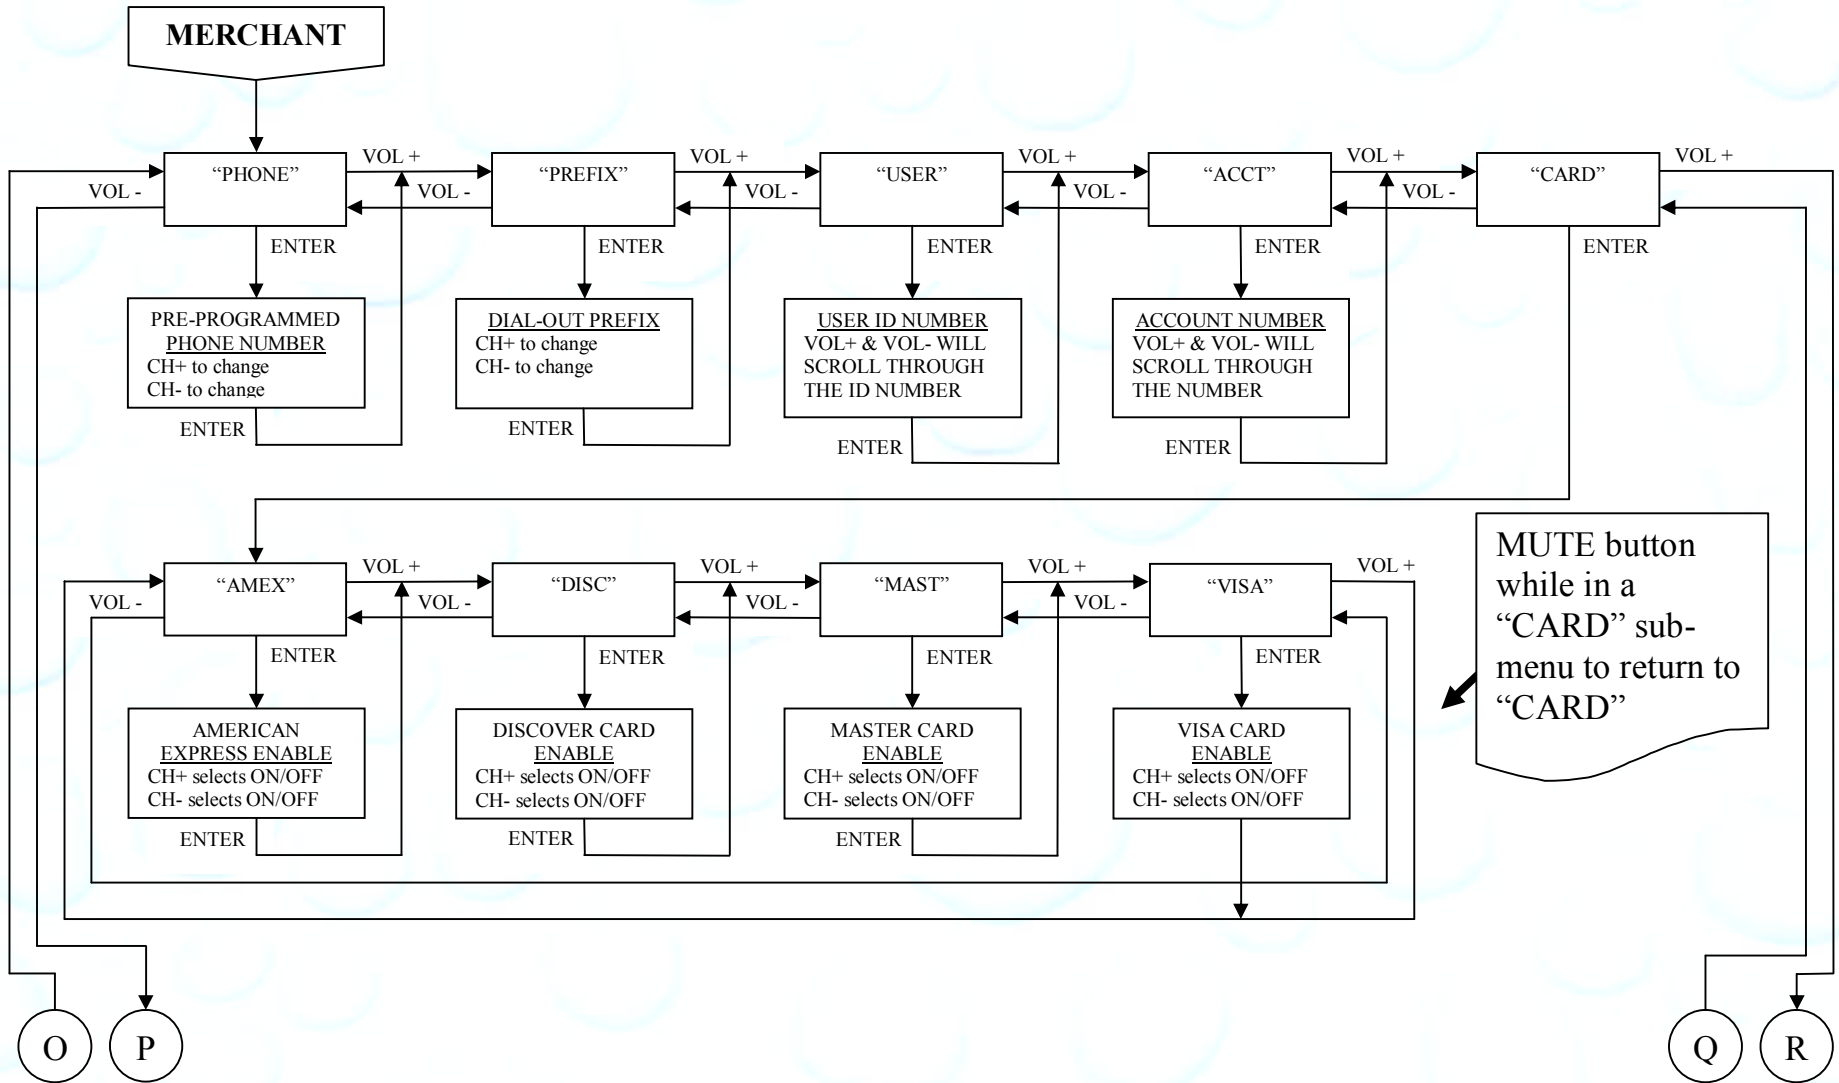 MERCHANT
VOL +
VOL +
VOL +
VOL +
VOL +
“PHONE”
“PREFIX”
“USER”
“ACCT”
“CARD”
VOL -
VOL -
VOL -
VOL -
VOL -
ENTER
ENTER
ENTER
ENTER
ENTER
PRE-PROGRAMMED
PHONE NUMBER
CH+ to change
CH- to change
DIAL-OUT PREFIX
CH+ to change
CH- to change
USER ID NUMBER
VOL+ & VOL- WILL
SCROLL THROUGH
THE ID NUMBER
ACCOUNT NUMBER
VOL+ & VOL- WILL
SCROLL THROUGH
THE NUMBER
ENTER
ENTER
ENTER
ENTER
MUTE button
while in a
“CARD” sub-
menu to return to
“CARD”
VOL +
VOL +
VOL +
VOL +
“AMEX”
“DISC”
“MAST”
“VISA”
VOL -
VOL -
VOL -
VOL -
ENTER
ENTER
ENTER
ENTER
AMERICAN
EXPRESS ENABLE
CH+ selects ON/OFF
CH- selects ON/OFF
DISCOVER CARD
ENABLE
CH+ selects ON/OFF
CH- selects ON/OFF
MASTER CARD
ENABLE
CH+ selects ON/OFF
CH- selects ON/OFF
VISA CARD
ENABLE
CH+ selects ON/OFF
CH- selects ON/OFF
ENTER
ENTER
ENTER
O
P
Q
R